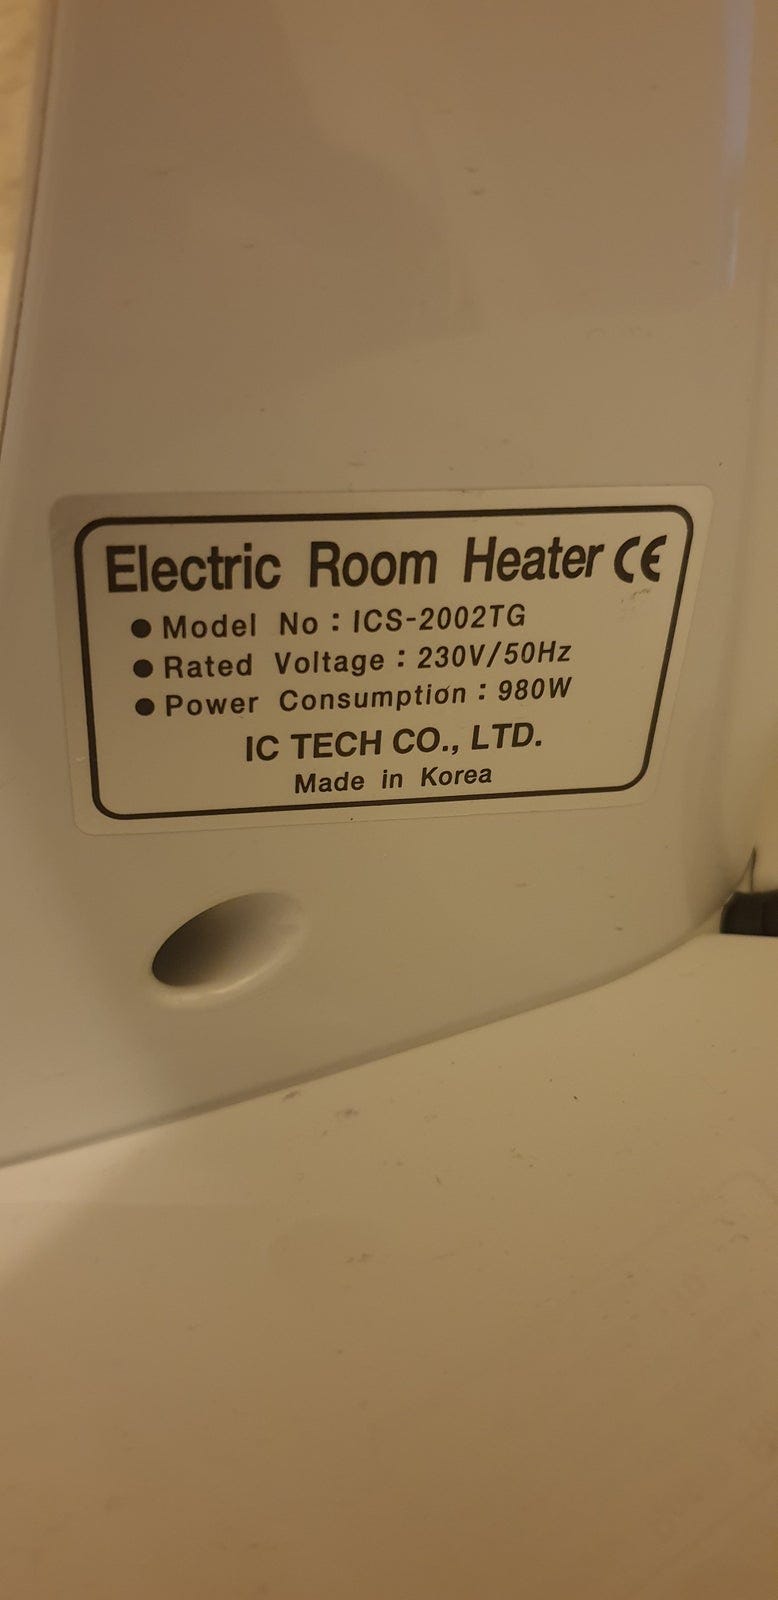 Electric Room Heater CE
● Model No : ICS-2002TG
● Rated Voltage : 230V/50Hz
● Power Consumption : 980W
IC TECH CO., LTD.
Made in Korea